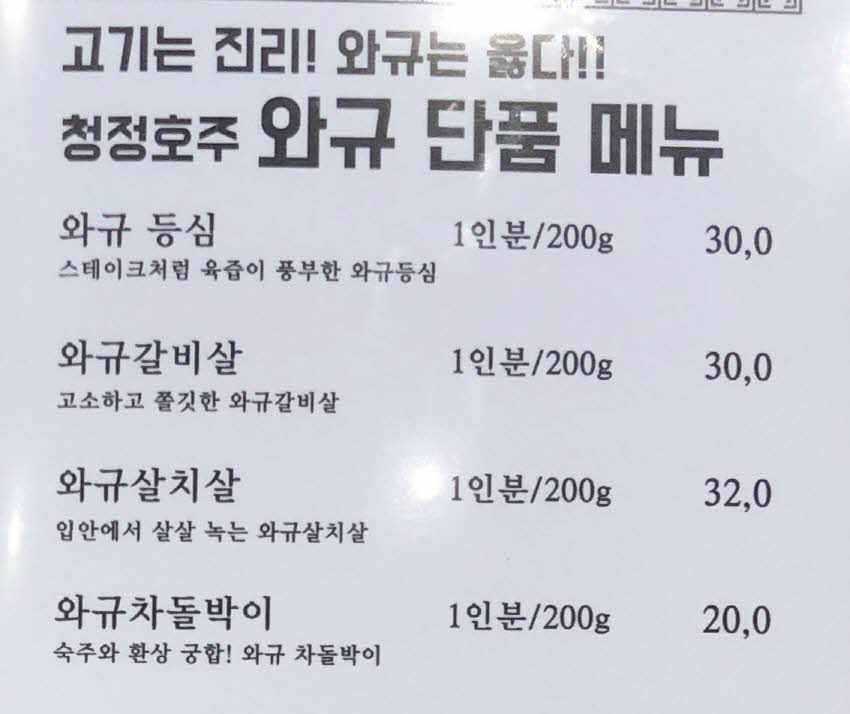 고기는 진리! 와규는 옳다!!
청정호주 와규 단품 메뉴
와규 등심 1인분/200g 30,0
스테이크처럼 육즙이 풍부한 와규등심
와규갈비살 1인분/200g 30,0
고소하고 쫄깃한 와규갈비살
와규살치살 1인분/200g 32,0
입안에서 살살 녹는 와규살치살
와규차돌박이 1인분/200g 20,0
숙주와 환상 궁합! 와규 차돌박이